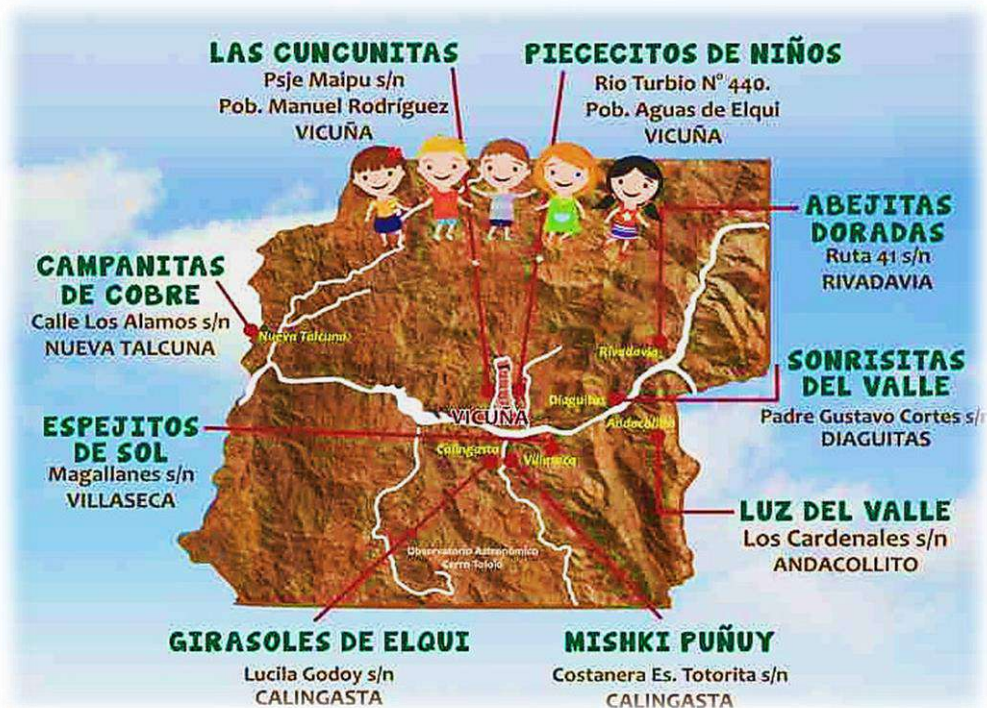 LAS CUNCUNITAS
Psje Maipu s/n
Pob. Manuel Rodríguez
VICUÑA
PIECECITOS DE NIÑOS
Rio Turbio N° 440.
Pob. Aguas de Elqui
VICUÑA
ABEJITAS
DORADAS
Ruta 41 s/n
RIVADAVIA
CAMPANITAS
DE COBRE
Calle Los Alamos s/n
NUEVA TALCUNA
Nueva Talcuna
Rivadavia
SONRISITAS
DEL VALLE
Padre Gustavo Cortes s/n
DIAGUITAS
Diaguitas
VICUÑA
Andacollito
Calingasta
Villaseca
ESPEJITOS
DE SOL
Magallanes s/n
VILLASECA
LUZ DEL VALLE
Los Cardenales s/n
ANDACOLLITO
Observatorio Astronómico
Cerro Tololo
GIRASOLES DE ELQUI
Lucila Godoy s/n
CALINGASTA
MISHKI PUÑUY
Costanera Es. Totorita s/n
CALINGASTA